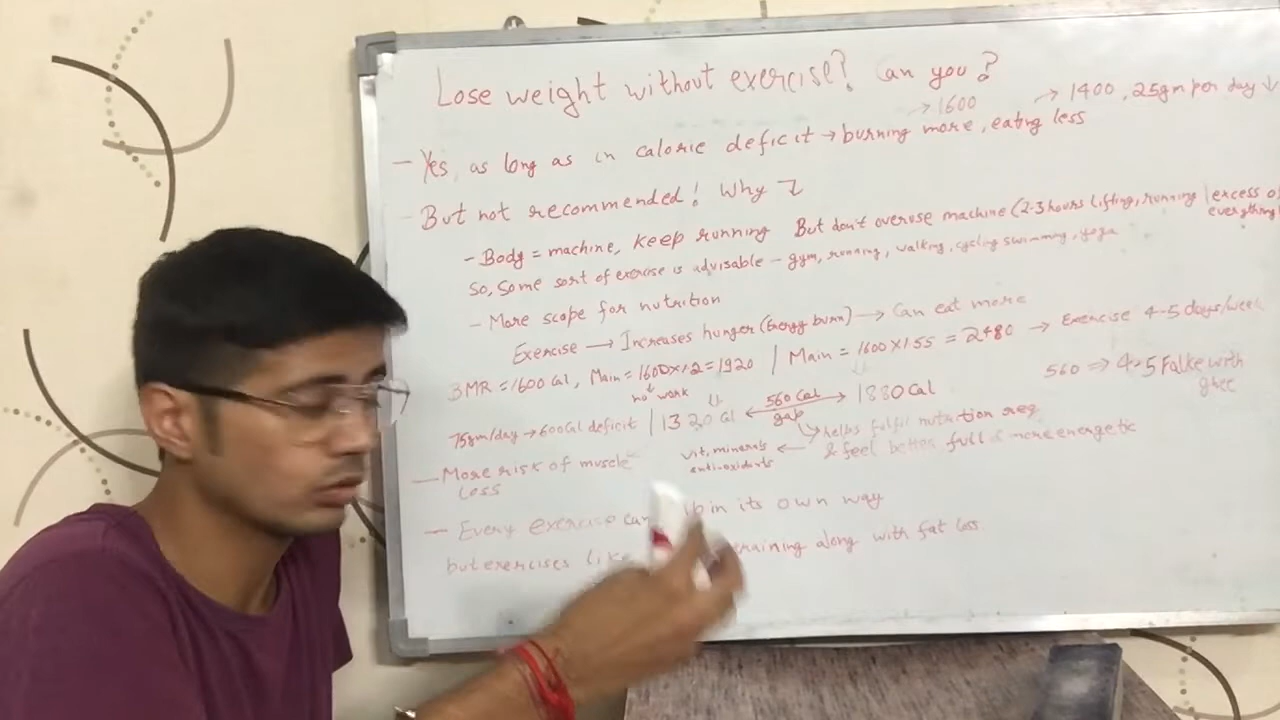 Lose weight without exercise? Can you?
→ 1600 → 1400, 25gm per day ↓
- Yes, as long as in calorie deficit → burning more, eating less
- But not recommended! Why
- Body = machine, keep running But don't overuse machine (2-3 hours lifting, running | excess of everything
So, some sort of exercise is advisable - gym, running, walking, cycling swimming, yoga
- More scope for nutrition
Exercise → Increases hunger (Energy burn) → Can eat more
BMR = 1600 Cal, Main = 1600x1.2 = 1920 | Main = 1600x1.55 = 2480 → Exercise 4-5 days/week
no work
560 ⇒ 4-5 Falke with ghee
75gm/day → 600Cal deficit | 1320 Cal ← 560 Cal gap → 1880 Cal
vit, minerals antioxidants ← helps fulfil nutrition req
& feel better full & more energetic
- More risk of muscle loss
- Every exercise can in its own way
but exercises training along with fat loss